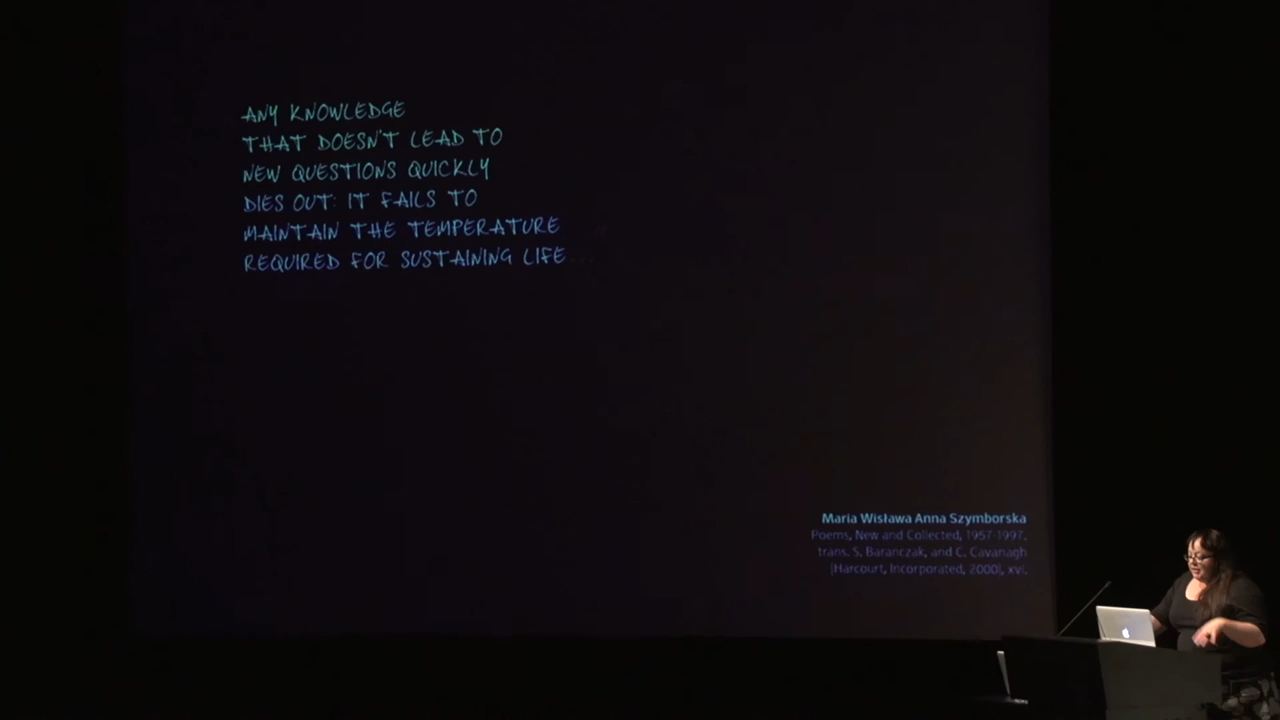 ANY KNOWLEDGE
THAT DOESN'T LEAD TO
NEW QUESTIONS QUICKLY
DIES OUT: IT FAILS TO
MAINTAIN THE TEMPERATURE
REQUIRED FOR SUSTAINING LIFE...
Maria Wisława Anna Szymborska
Poems, New and Collected, 1957-1997,
trans. S. Baranczak, and C. Cavanagh
(Harcourt, Incorporated, 2000), xvi.